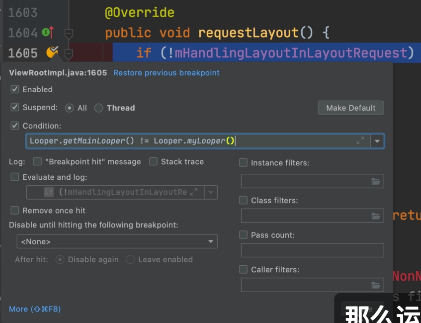 1603 @Override
1604 public void requestLayout() {
1605 if (!mHandlingLayoutInLayoutRequest)
ViewRootImpl.java:1605 Restore previous breakpoint
Enabled
Suspend: All Thread Make Default
Condition:
Looper.getMainLooper() != Looper.myLooper()
Log: "Breakpoint hit" message Stack trace Instance filters:
Evaluate and log:
(!mHandlingLayoutInLayoutRe
Class filters:
Remove once hit
Disable until hitting the following breakpoint: Pass count:
<None>
Caller filters:
After hit: Disable again Leave enabled
More (⇧⌘F8)
retu
NonN
s fi
那么运